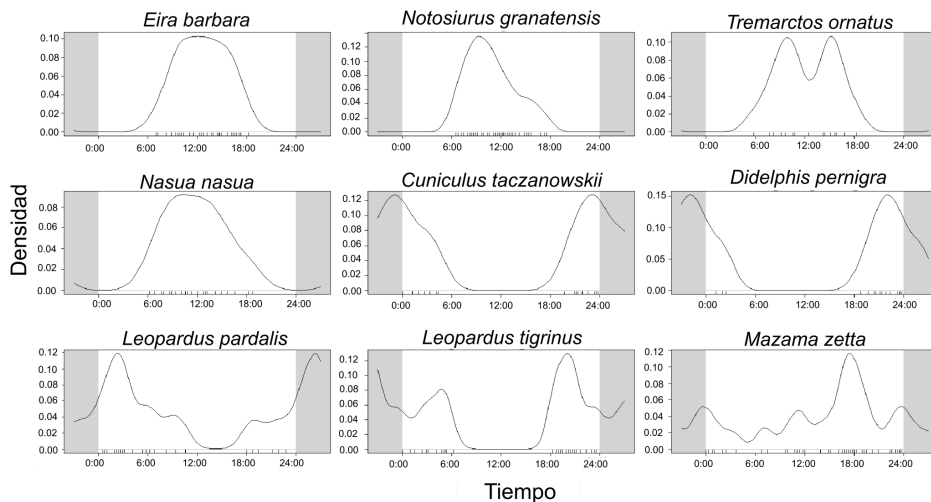 Eira barbara
Notosiurus granatensis
Tremarctos ornatus
0.10
0.08
0.06
0.04
0.02
0.00
0:00 6:00 12:00 18:00 24:00
0.12
0.10
0.08
0.06
0.04
0.02
0.00
0:00 6:00 12:00 18:00 24:00
0.10
0.08
0.06
0.04
0.02
0.00
0:00 6:00 12:00 18:00 24:00
Densidad
Nasua nasua
Cuniculus taczanowskii
Didelphis pernigra
0.08
0.06
0.04
0.02
0.00
0:00 6:00 12:00 18:00 24:00
0.12
0.10
0.08
0.06
0.04
0.02
0.00
0:00 6:00 12:00 18:00 24:00
0.15
0.10
0.05
0.00
0:00 6:00 12:00 18:00 24:00
Leopardus pardalis
Leopardus tigrinus
Mazama zetta
0.12
0.10
0.08
0.06
0.04
0.02
0.00
0:00 6:00 12:00 18:00 24:00
0.12
0.10
0.08
0.06
0.04
0.02
0.00
0:00 6:00 12:00 18:00 24:00
0.12
0.10
0.08
0.06
0.04
0.02
0.00
0:00 6:00 12:00 18:00 24:00
Tiempo